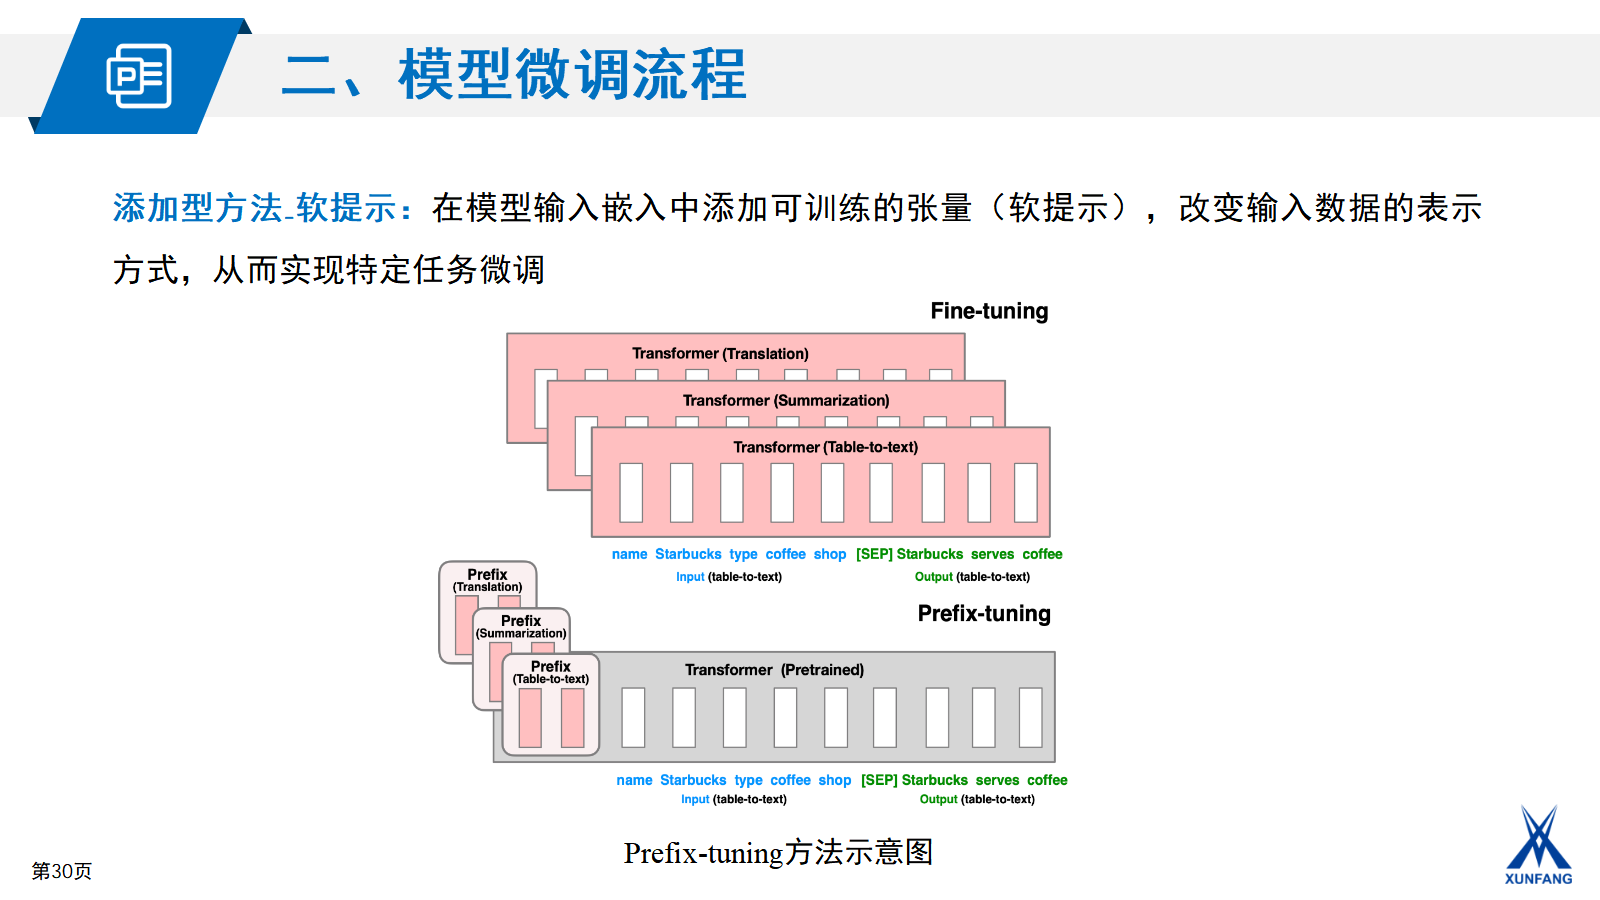 二、模型微调流程
添加型方法-软提示：在模型输入嵌入中添加可训练的张量（软提示），改变输入数据的表示
方式，从而实现特定任务微调
Fine-tuning
Transformer (Translation)
Transformer (Summarization)
Transformer (Table-to-text)
name Starbucks type coffee shop [SEP] Starbucks serves coffee
Input (table-to-text) Output (table-to-text)
Prefix-tuning
Prefix
(Translation)
Prefix
(Summarization)
Prefix
(Table-to-text)
Transformer (Pretrained)
name Starbucks type coffee shop [SEP] Starbucks serves coffee
Input (table-to-text) Output (table-to-text)
Prefix-tuning方法示意图
第30页
XUNFANG